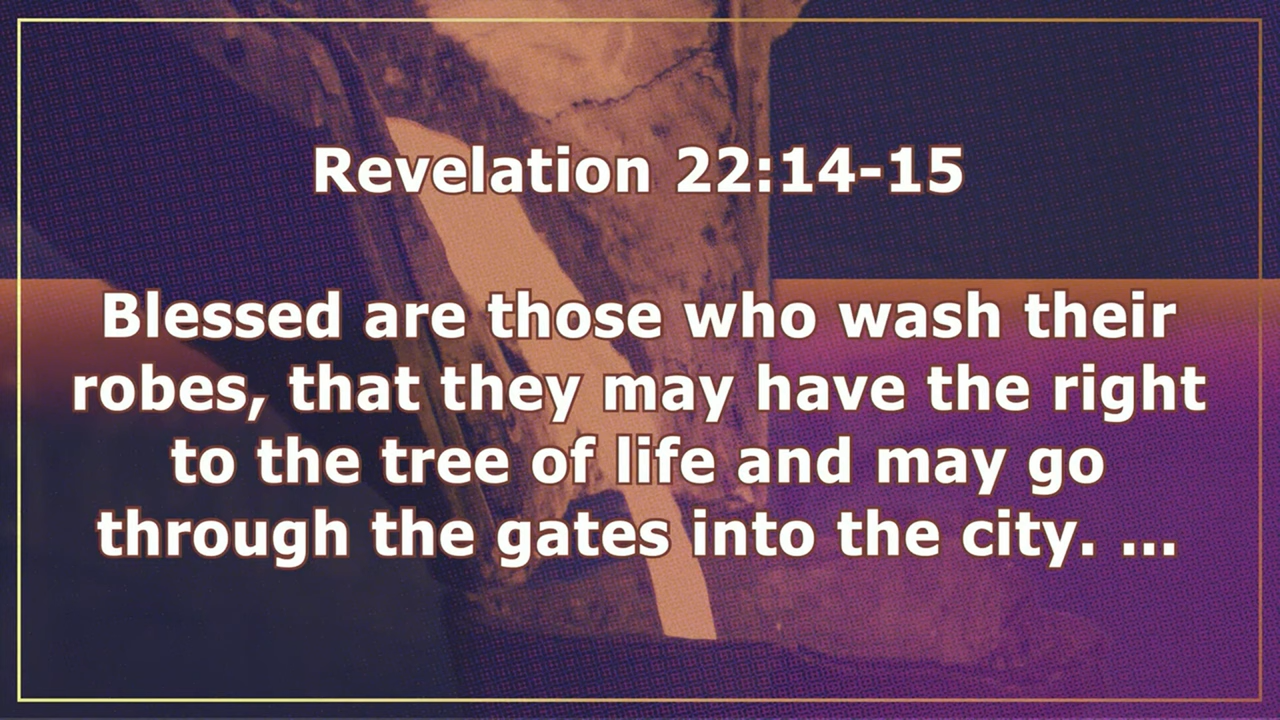 Revelation 22:14-15
Blessed are those who wash their
robes, that they may have the right
to the tree of life and may go
through the gates into the city. ...